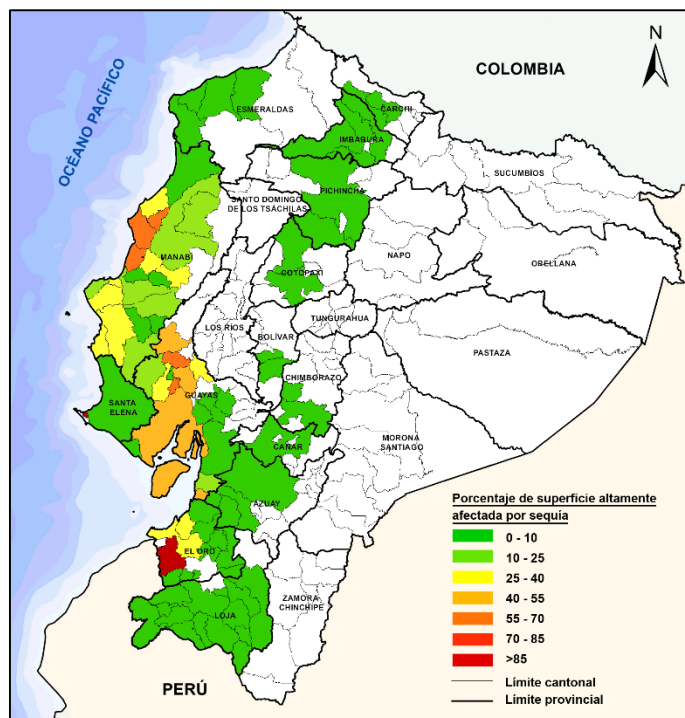 N
COLOMBIA
OCÉANO PACÍFICO
ESMERALDAS
CARCHI
IMBABURA
SUCUMBÍOS
PICHINCHA
SANTO DOMINGO
DE LOS TSÁCHILAS
MANABÍ
NAPO
ORELLANA
COTOPAXI
LOS RÍOS
TUNGURAHUA
BOLÍVAR
PASTAZA
CHIMBORAZO
SANTA
ELENA
GUAYAS
MORONA
SANTIAGO
CAÑAR
AZUAY
EL ORO
ZAMORA
CHINCHIPE
LOJA
PERÚ
Porcentaje de superficie altamente
afectada por sequía
0 - 10
10 - 25
25 - 40
40 - 55
55 - 70
70 - 85
>85
Límite cantonal
Límite provincial